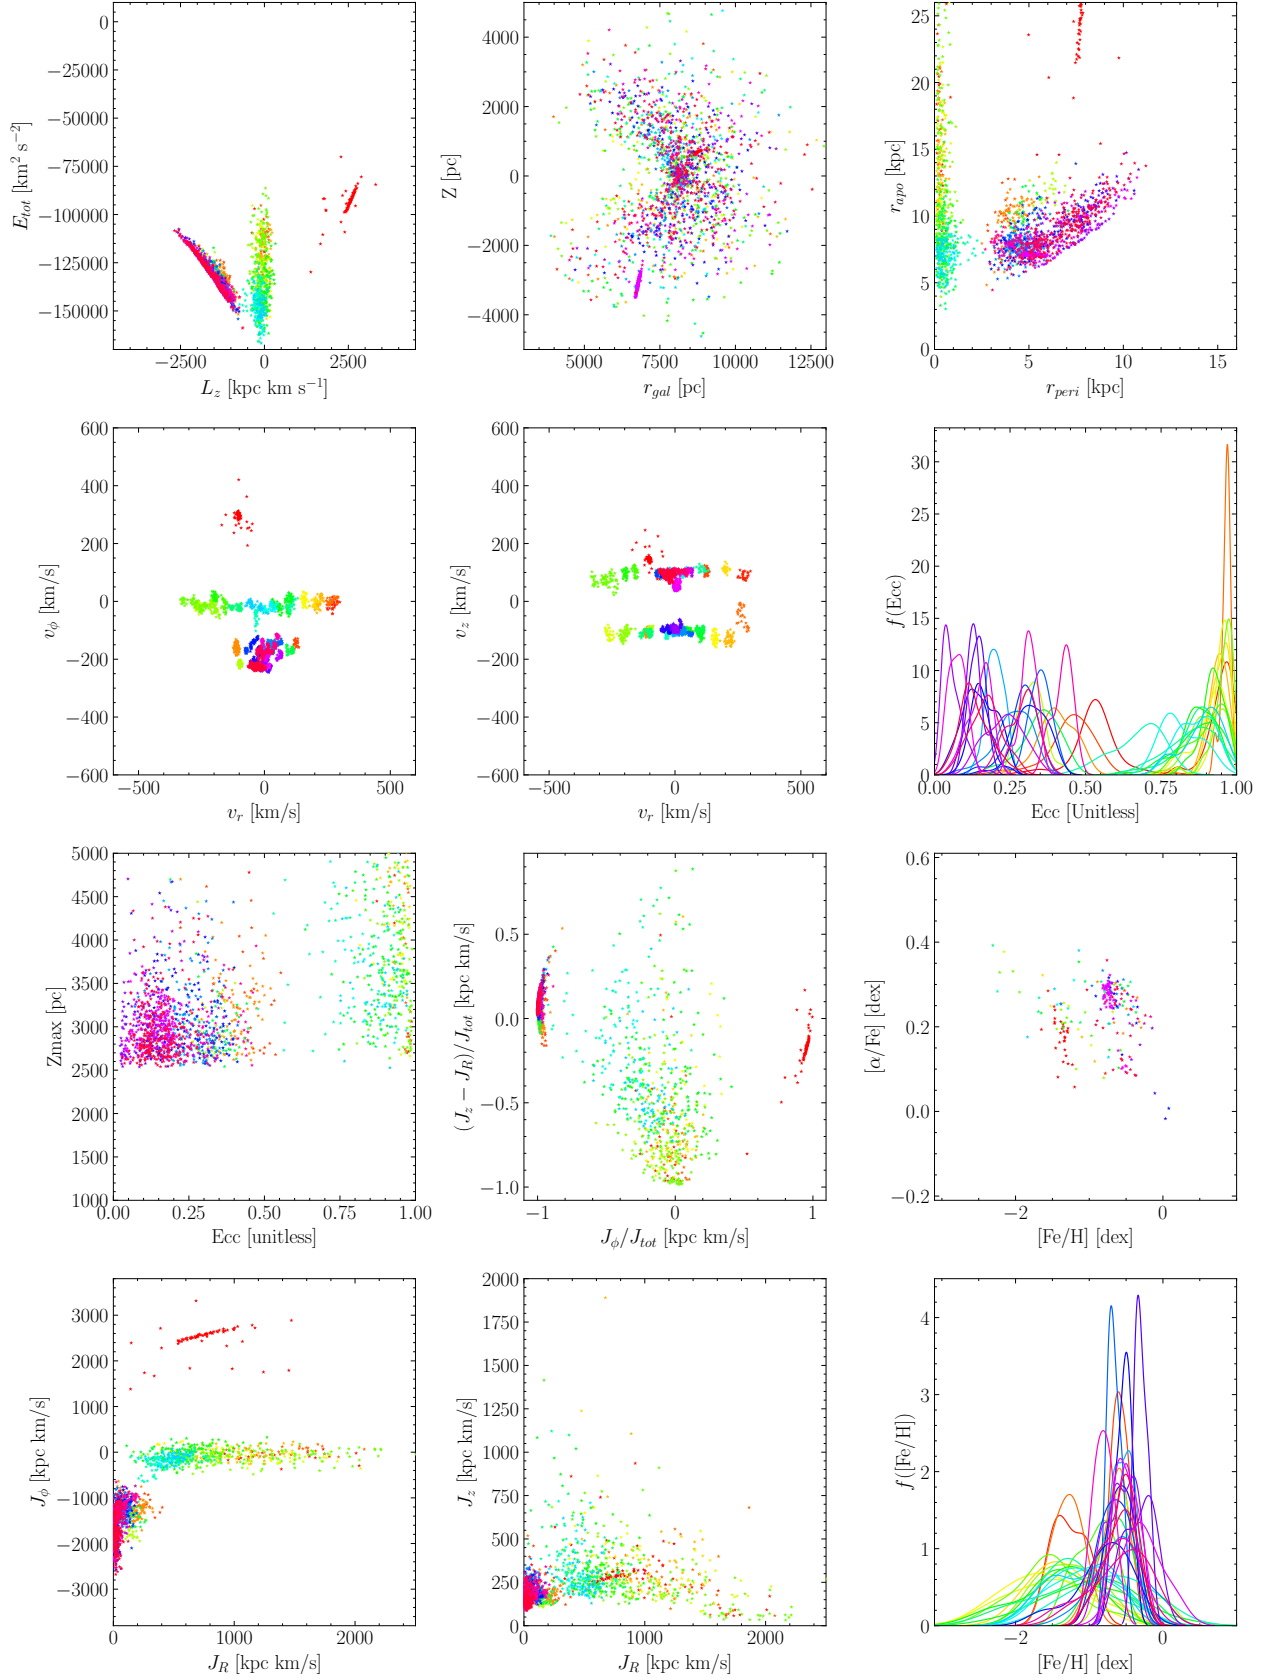 0
−25000
−50000
−75000
−100000
−125000
−150000
E_tot [km² s⁻²]
−2500 0 2500
L_z [kpc km s⁻¹]
4000
2000
0
−2000
−4000
Z [pc]
5000 7500 10000 12500
r_gal [pc]
25
20
15
10
5
0
r_apo [kpc]
0 5 10 15
r_peri [kpc]
600
400
200
0
−200
−400
−600
v_ϕ [km/s]
−500 0 500
v_r [km/s]
600
400
200
0
−200
−400
−600
v_z [km/s]
−500 0 500
v_r [km/s]
30
25
20
15
10
5
0
f(Ecc)
0.00 0.25 0.50 0.75 1.00
Ecc [Unitless]
5000
4500
4000
3500
3000
2500
2000
1500
1000
Zmax [pc]
0.00 0.25 0.50 0.75 1.00
Ecc [unitless]
0.5
0.0
−0.5
−1.0
(J_z − J_R)/J_tot [kpc km/s]
−1 0 1
J_ϕ/J_tot [kpc km/s]
0.6
0.4
0.2
0.0
−0.2
[α/Fe] [dex]
−2 0
[Fe/H] [dex]
3000
2000
1000
0
−1000
−2000
−3000
J_ϕ [kpc km/s]
0 1000 2000
J_R [kpc km/s]
2000
1750
1500
1250
1000
750
500
250
0
J_z [kpc km/s]
0 1000 2000
J_R [kpc km/s]
4
3
2
1
0
f([Fe/H])
−2 0
[Fe/H] [dex]